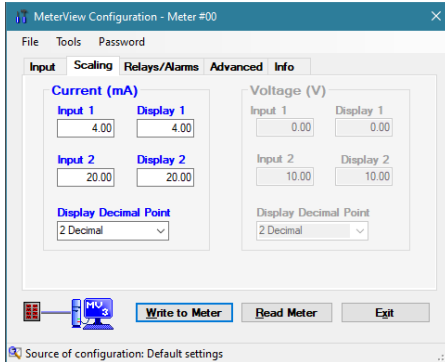 MeterView Configuration - Meter #00
File Tools Password
Input Scaling Relays/Alarms Advanced Info
Current (mA) Voltage (V)
Input 1 Display 1 Input 1 Display 1
4.00 4.00 0.00 0.00
Input 2 Display 2 Input 2 Display 2
20.00 20.00 10.00 10.00
Display Decimal Point Display Decimal Point
2 Decimal 2 Decimal
MV3 Write to Meter Read Meter Exit
Source of configuration: Default settings